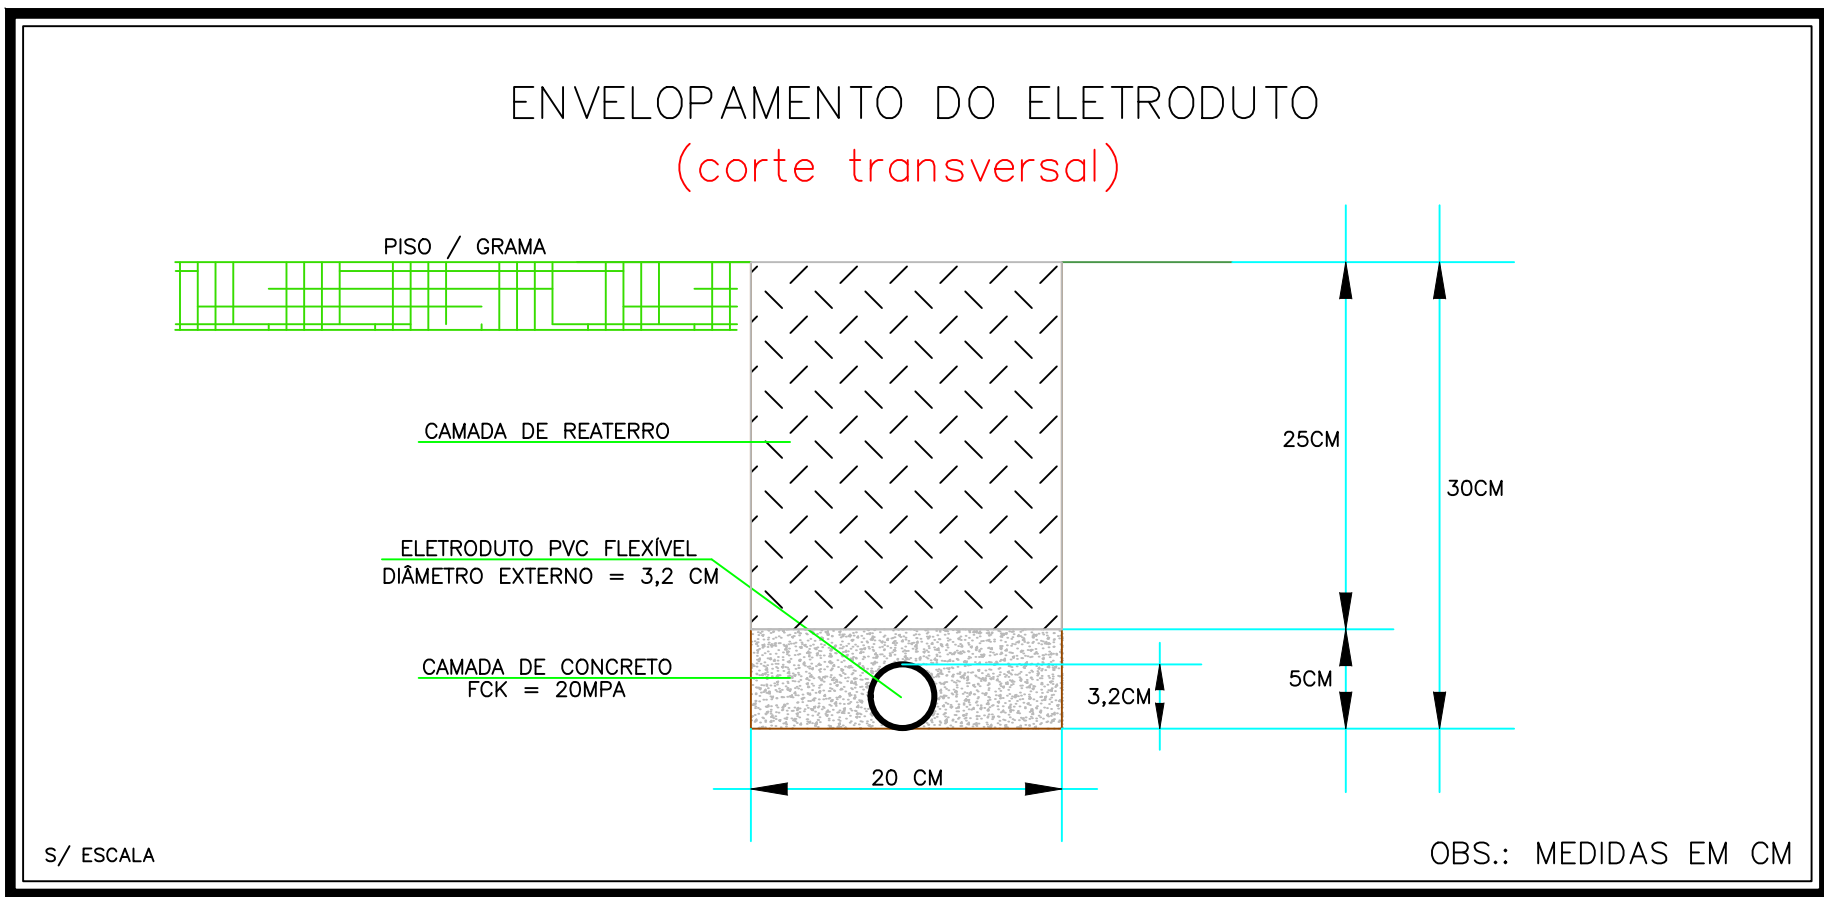 ENVELOPAMENTO DO ELETRODUTO
(corte transversal)
PISO / GRAMA
CAMADA DE REATERRO
25CM
30CM
ELETRODUTO PVC FLEXÍVEL
DIÂMETRO EXTERNO = 3,2 CM
CAMADA DE CONCRETO
FCK = 20MPA
5CM
3,2CM
20 CM
S/ ESCALA
OBS.: MEDIDAS EM CM